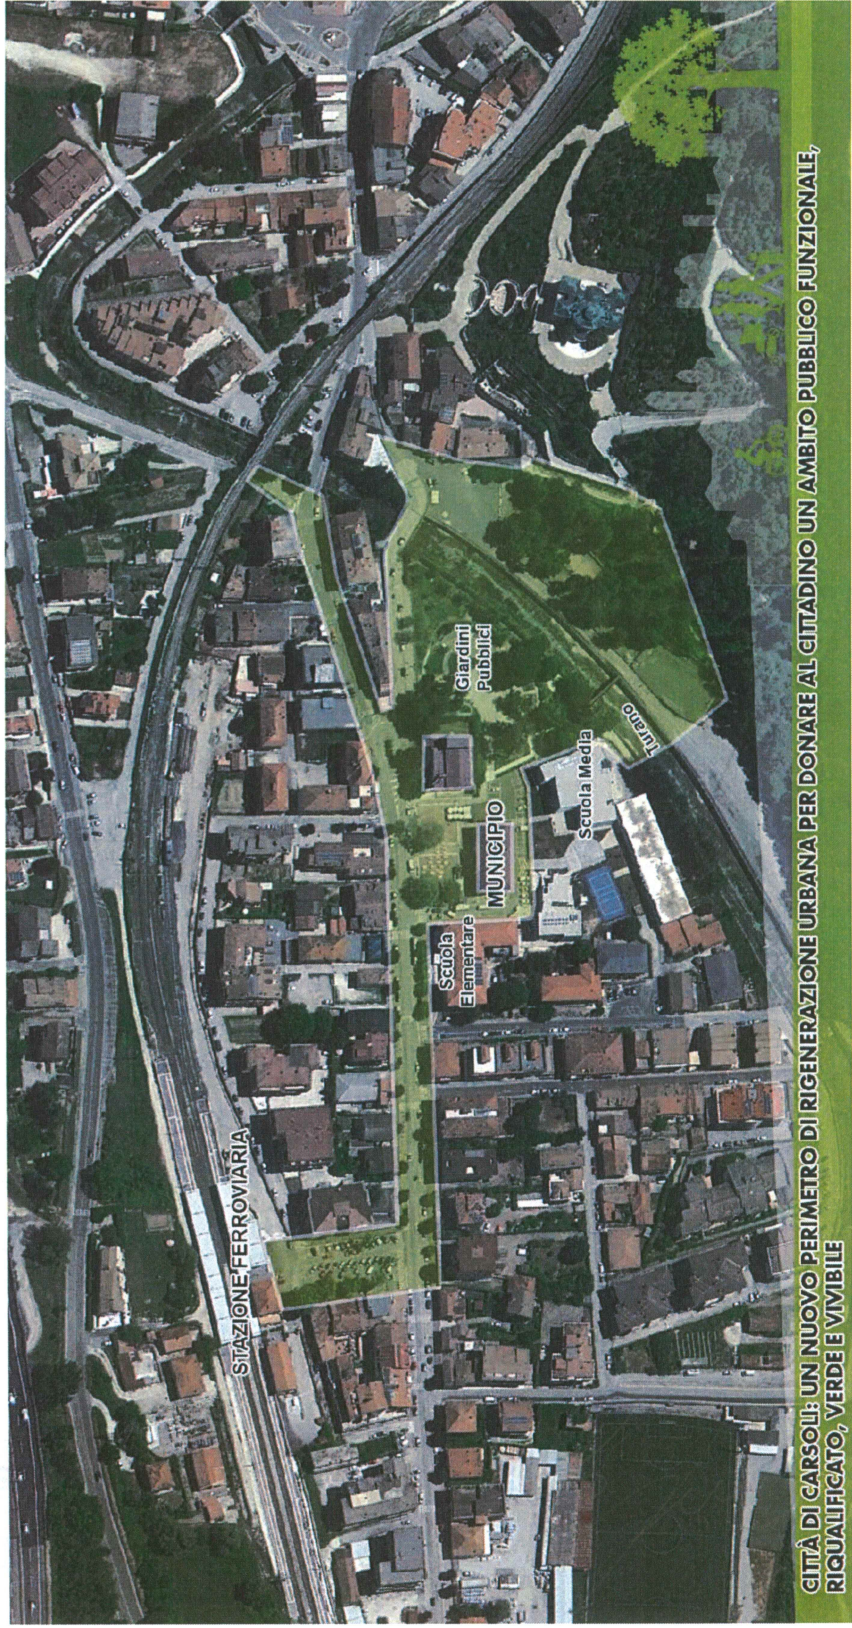 STAZIONE FERROVIARIA
Scuola
Elementare
MUNICIPIO
Scuola Media
Giardini
Pubblici
Turano
CITTÀ DI CARSOLI: UN NUOVO PERIMETRO DI RIGENERAZIONE URBANA PER DONARE AL CITTADINO UN AMBITO PUBBLICO FUNZIONALE,
RIQUALIFICATO, VERDE E VIVIBILE